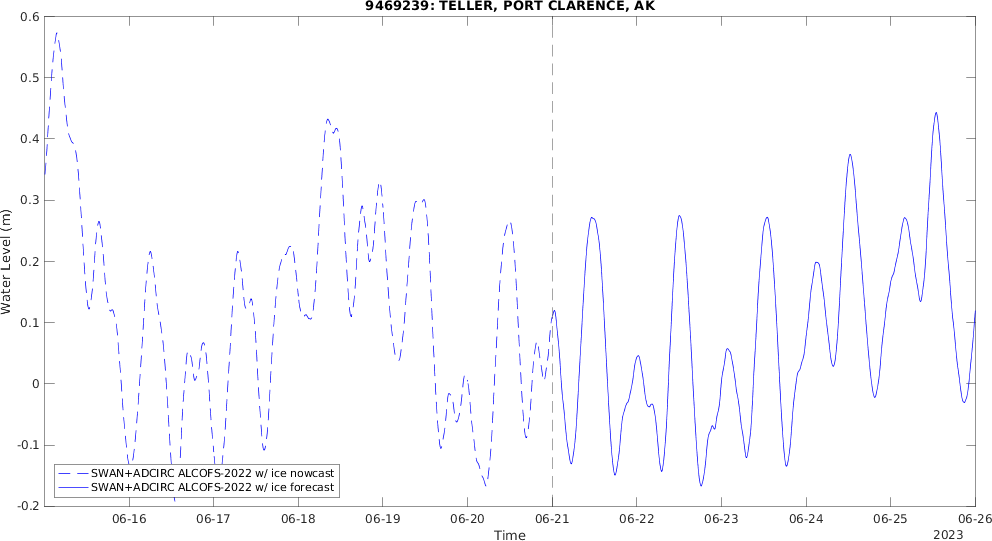 9469239: TELLER, PORT CLARENCE, AK
0.6
0.5
0.4
0.3
0.2
0.1
0
-0.1
-0.2
Water Level (m)
SWAN+ADCIRC ALCOFS-2022 w/ ice nowcast
SWAN+ADCIRC ALCOFS-2022 w/ ice forecast
06-16 06-17 06-18 06-19 06-20 06-21 06-22 06-23 06-24 06-25 06-26
Time
2023